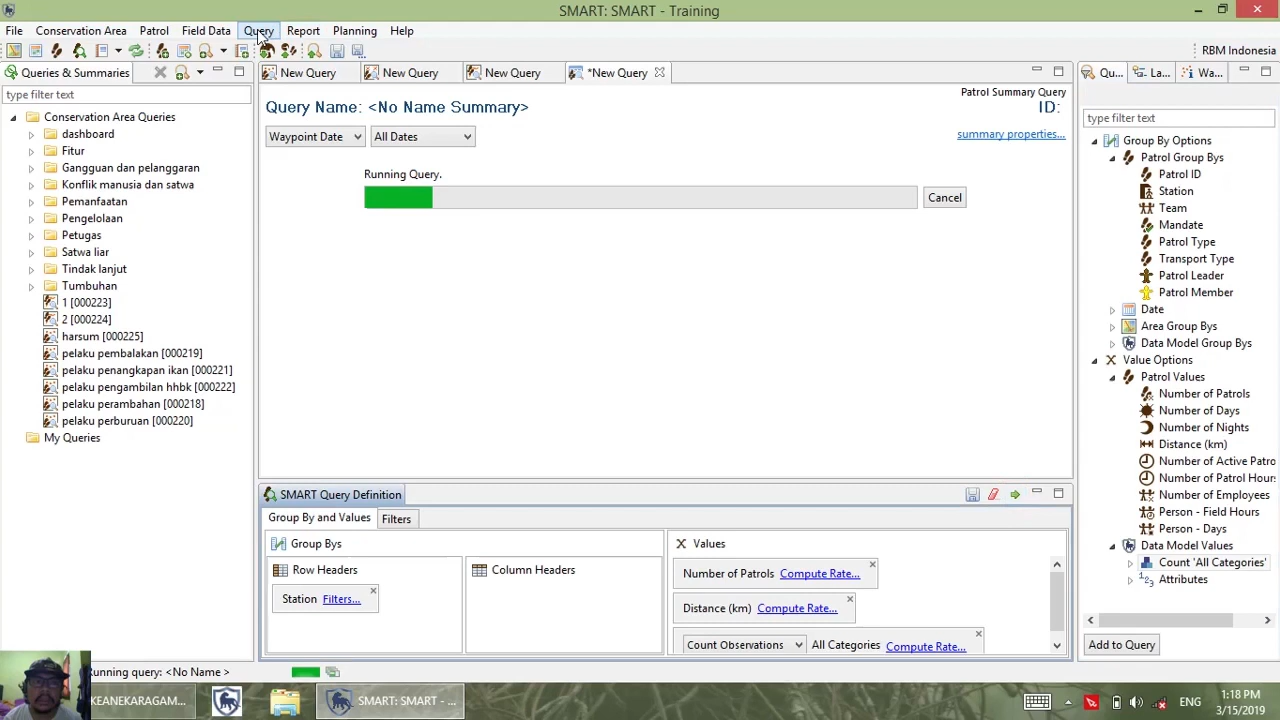 SMART: SMART - Training
File Conservation Area Patrol Field Data Query Report Planning Help
RBM Indonesia
Queries & Summaries
type filter text
Conservation Area Queries
dashboard
Fitur
Gangguan dan pelanggaran
Konflik manusia dan satwa
Pemanfaatan
Pengelolaan
Petugas
Satwa liar
Tindak lanjut
Tumbuhan
1 [000223]
2 [000224]
harsum [000225]
pelaku pembalakan [000219]
pelaku penangkapan ikan [000221]
pelaku pengambilan hhbk [000222]
pelaku perambahan [000218]
pelaku perburuan [000220]
My Queries
New Query New Query New Query *New Query
Patrol Summary Query
Query Name: <No Name Summary>
ID:
Waypoint Date All Dates
summary properties...
Running Query.
Cancel
SMART Query Definition
Group By and Values Filters
Group Bys
Row Headers Column Headers
Station Filters...
Values
Number of Patrols Compute Rate...
Distance (km) Compute Rate...
Count Observations All Categories Compute Rate...
Qu... La... Wa...
type filter text
Group By Options
Patrol Group Bys
Patrol ID
Station
Team
Mandate
Patrol Type
Transport Type
Patrol Leader
Patrol Member
Date
Area Group Bys
Data Model Group Bys
Value Options
Patrol Values
Number of Patrols
Number of Days
Number of Nights
Distance (km)
Number of Active Patro
Number of Patrol Hour
Number of Employees
Person - Field Hours
Person - Days
Data Model Values
Count 'All Categories'
Attributes
Add to Query
Running query: <No Name >
KEANEKARAGAM... SMART: SMART - ...
ENG
1:18 PM
3/15/2019